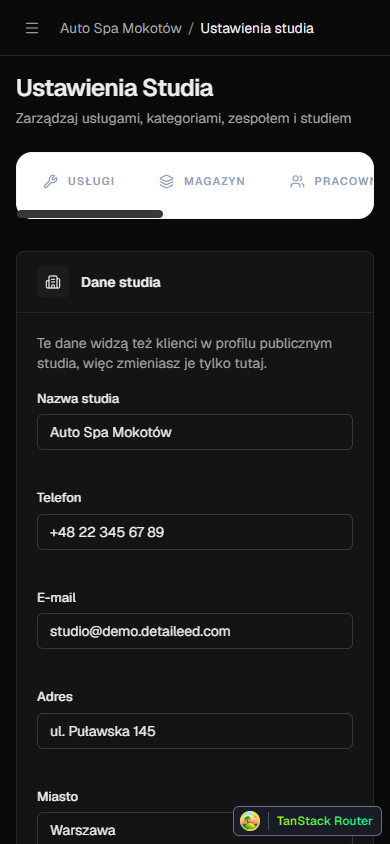 Auto Spa Mokotów / Ustawienia studia
Ustawienia Studia
Zarządzaj usługami, kategoriami, zespołem i studiem
USŁUGI MAGAZYN
Dane studia
Te dane widzą też klienci w profilu publicznym
studia, więc zmieniasz je tylko tutaj.
Nazwa studia
Auto Spa Mokotów
Telefon
+48 22 345 67 89
E-mail
studio@demo.detaileed.com
Adres
ul. Puławska 145
Miasto
Warszawa
TanStack Router